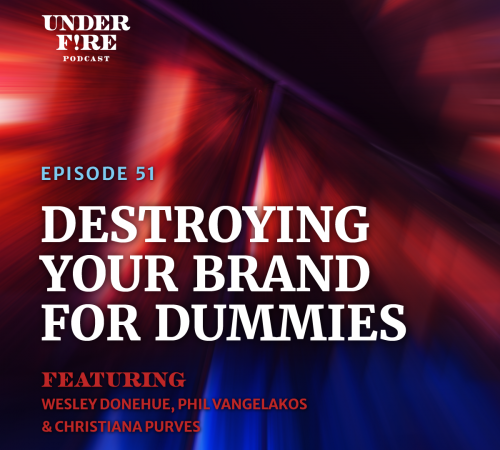 UNDER
F!RE
PODCAST
EPISODE 51
DESTROYING
YOUR BRAND
FOR DUMMIES
FEATURING
WESLEY DONEHUE, PHIL VANGELAKOS
& CHRISTIANA PURVES